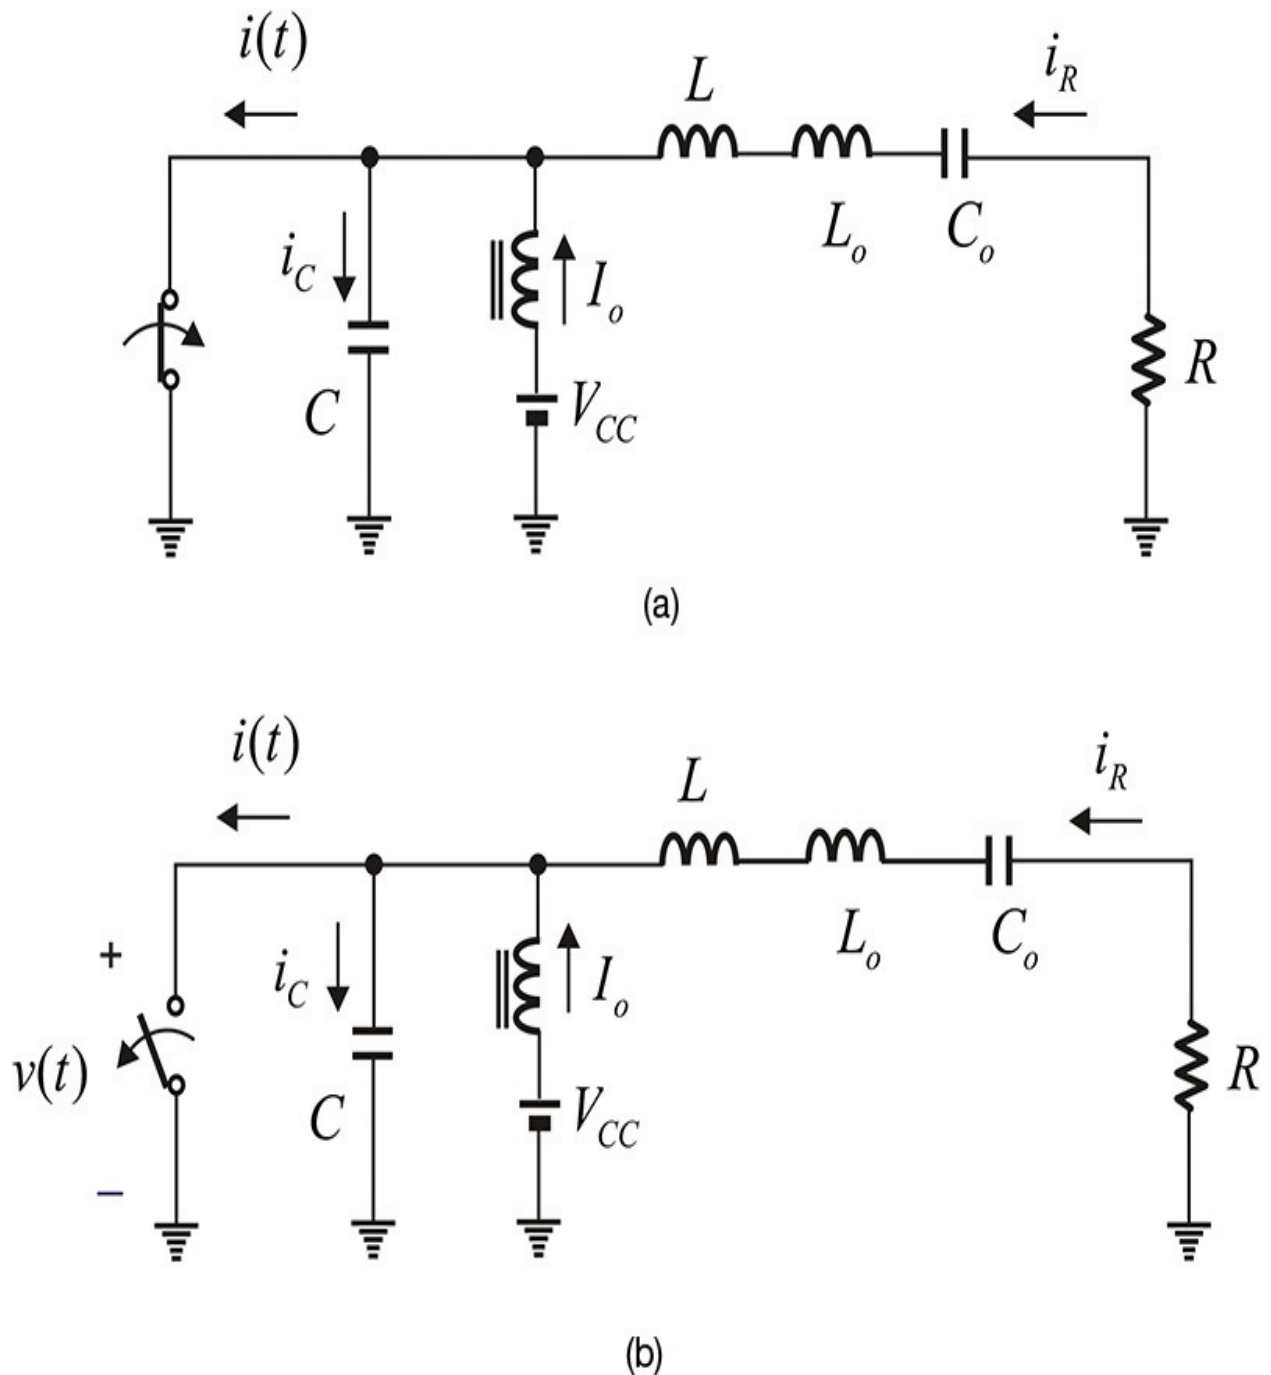 i(t)
L
i_R
i_C
I_o
L_o
C_o
C
V_CC
R
(a)
i(t)
L
i_R
+
i_C
I_o
L_o
C_o
v(t)
C
V_CC
R
−
(b)